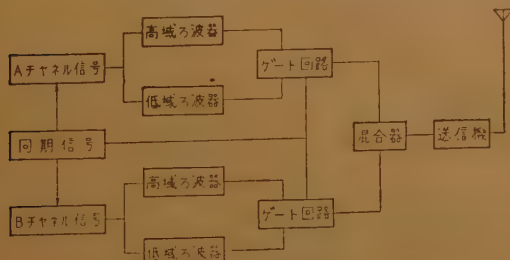 高域ろ波器
Aチャネル信号
ゲート回路
低域ろ波器
同期信号
混合器
送信機
高域ろ波器
Bチャネル信号
ゲート回路
低域ろ波器